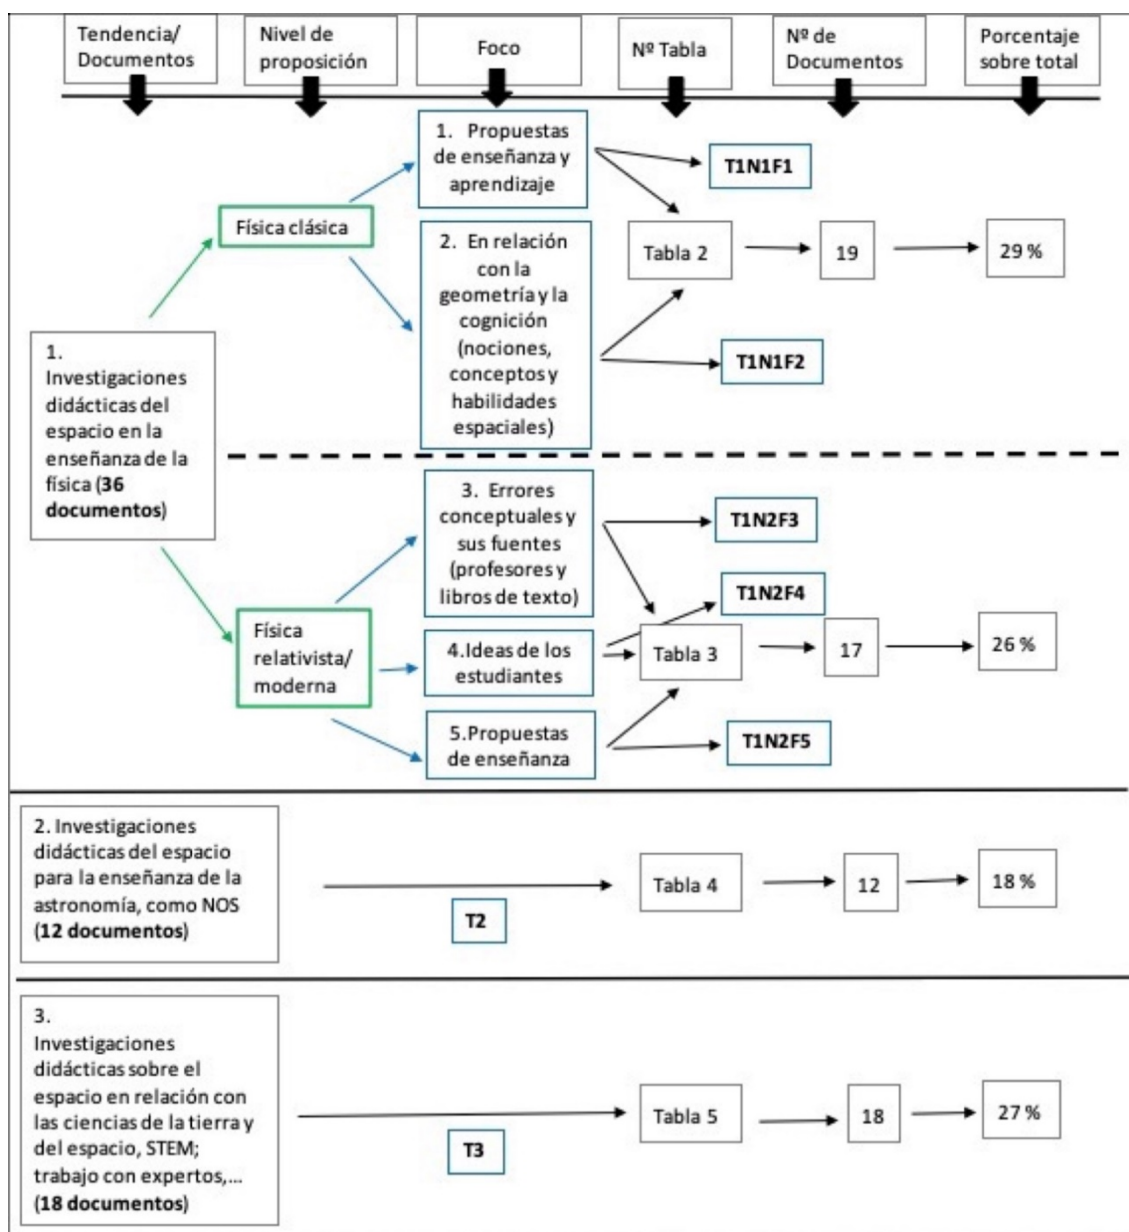 Tendencia/
Documentos
Nivel de
proposición
Foco
Nº Tabla
Nº de
Documentos
Porcentaje
sobre total
1. Propuestas
de enseñanza y
aprendizaje
T1N1F1
Física clásica
2. En relación
con la
geometría y la
cognición
(nociones,
conceptos y
habilidades
espaciales)
Tabla 2
19
29 %
T1N1F2
1.
Investigaciones
didácticas del
espacio en la
enseñanza de la
física (36
documentos)
3. Errores
conceptuales y
sus fuentes
(profesores y
libros de texto)
T1N2F3
T1N2F4
Física
relativista/
moderna
4.Ideas de los
estudiantes
Tabla 3
17
26 %
5.Propuestas
de enseñanza
T1N2F5
2. Investigaciones
didácticas del espacio
para la enseñanza de la
astronomía, como NOS
(12 documentos)
T2
Tabla 4
12
18 %
3.
Investigaciones
didácticas sobre el
espacio en relación con
las ciencias de la tierra y
del espacio, STEM;
trabajo con expertos,...
(18 documentos)
T3
Tabla 5
18
27 %